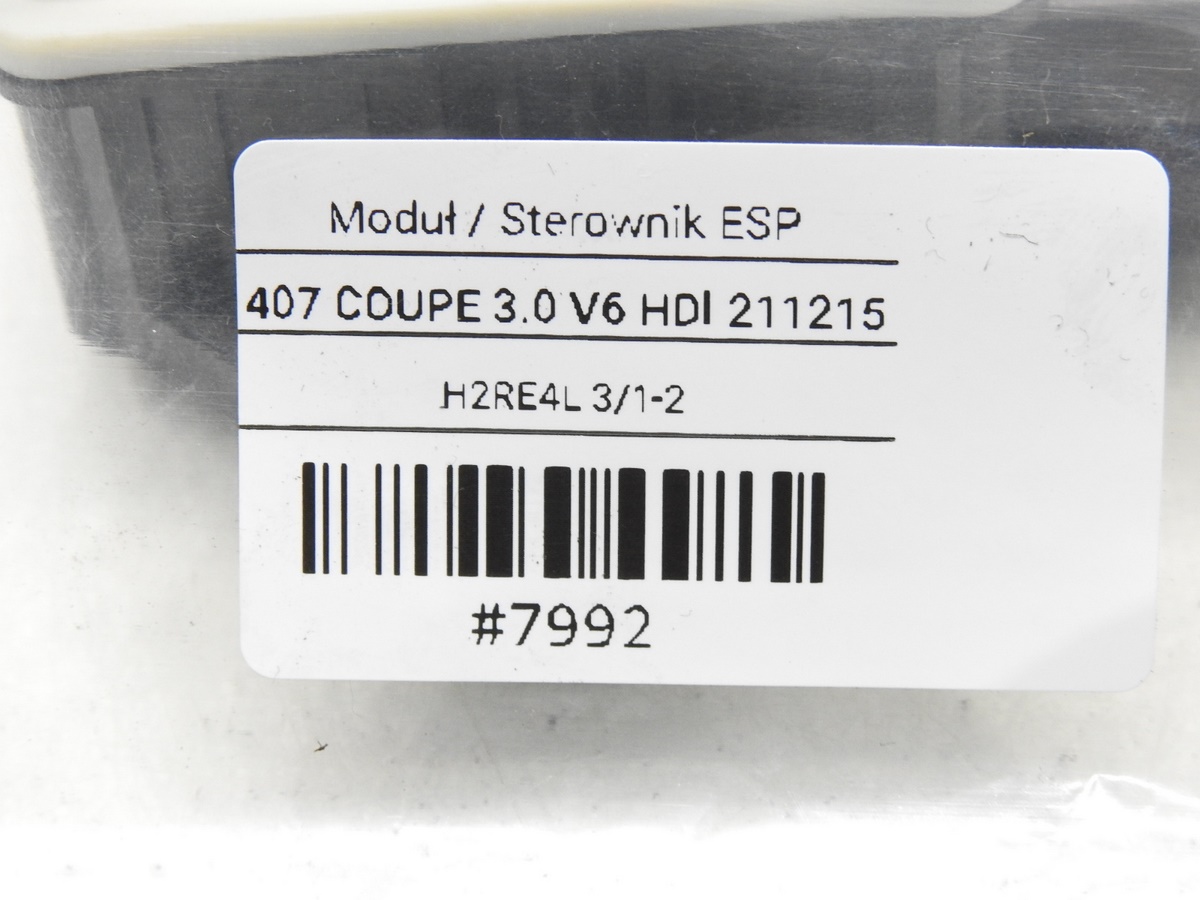 Moduł / Sterownik ESP
407 COUPE 3.0 V6 HDI 211215
H2RE4L 3/1-2
#7992